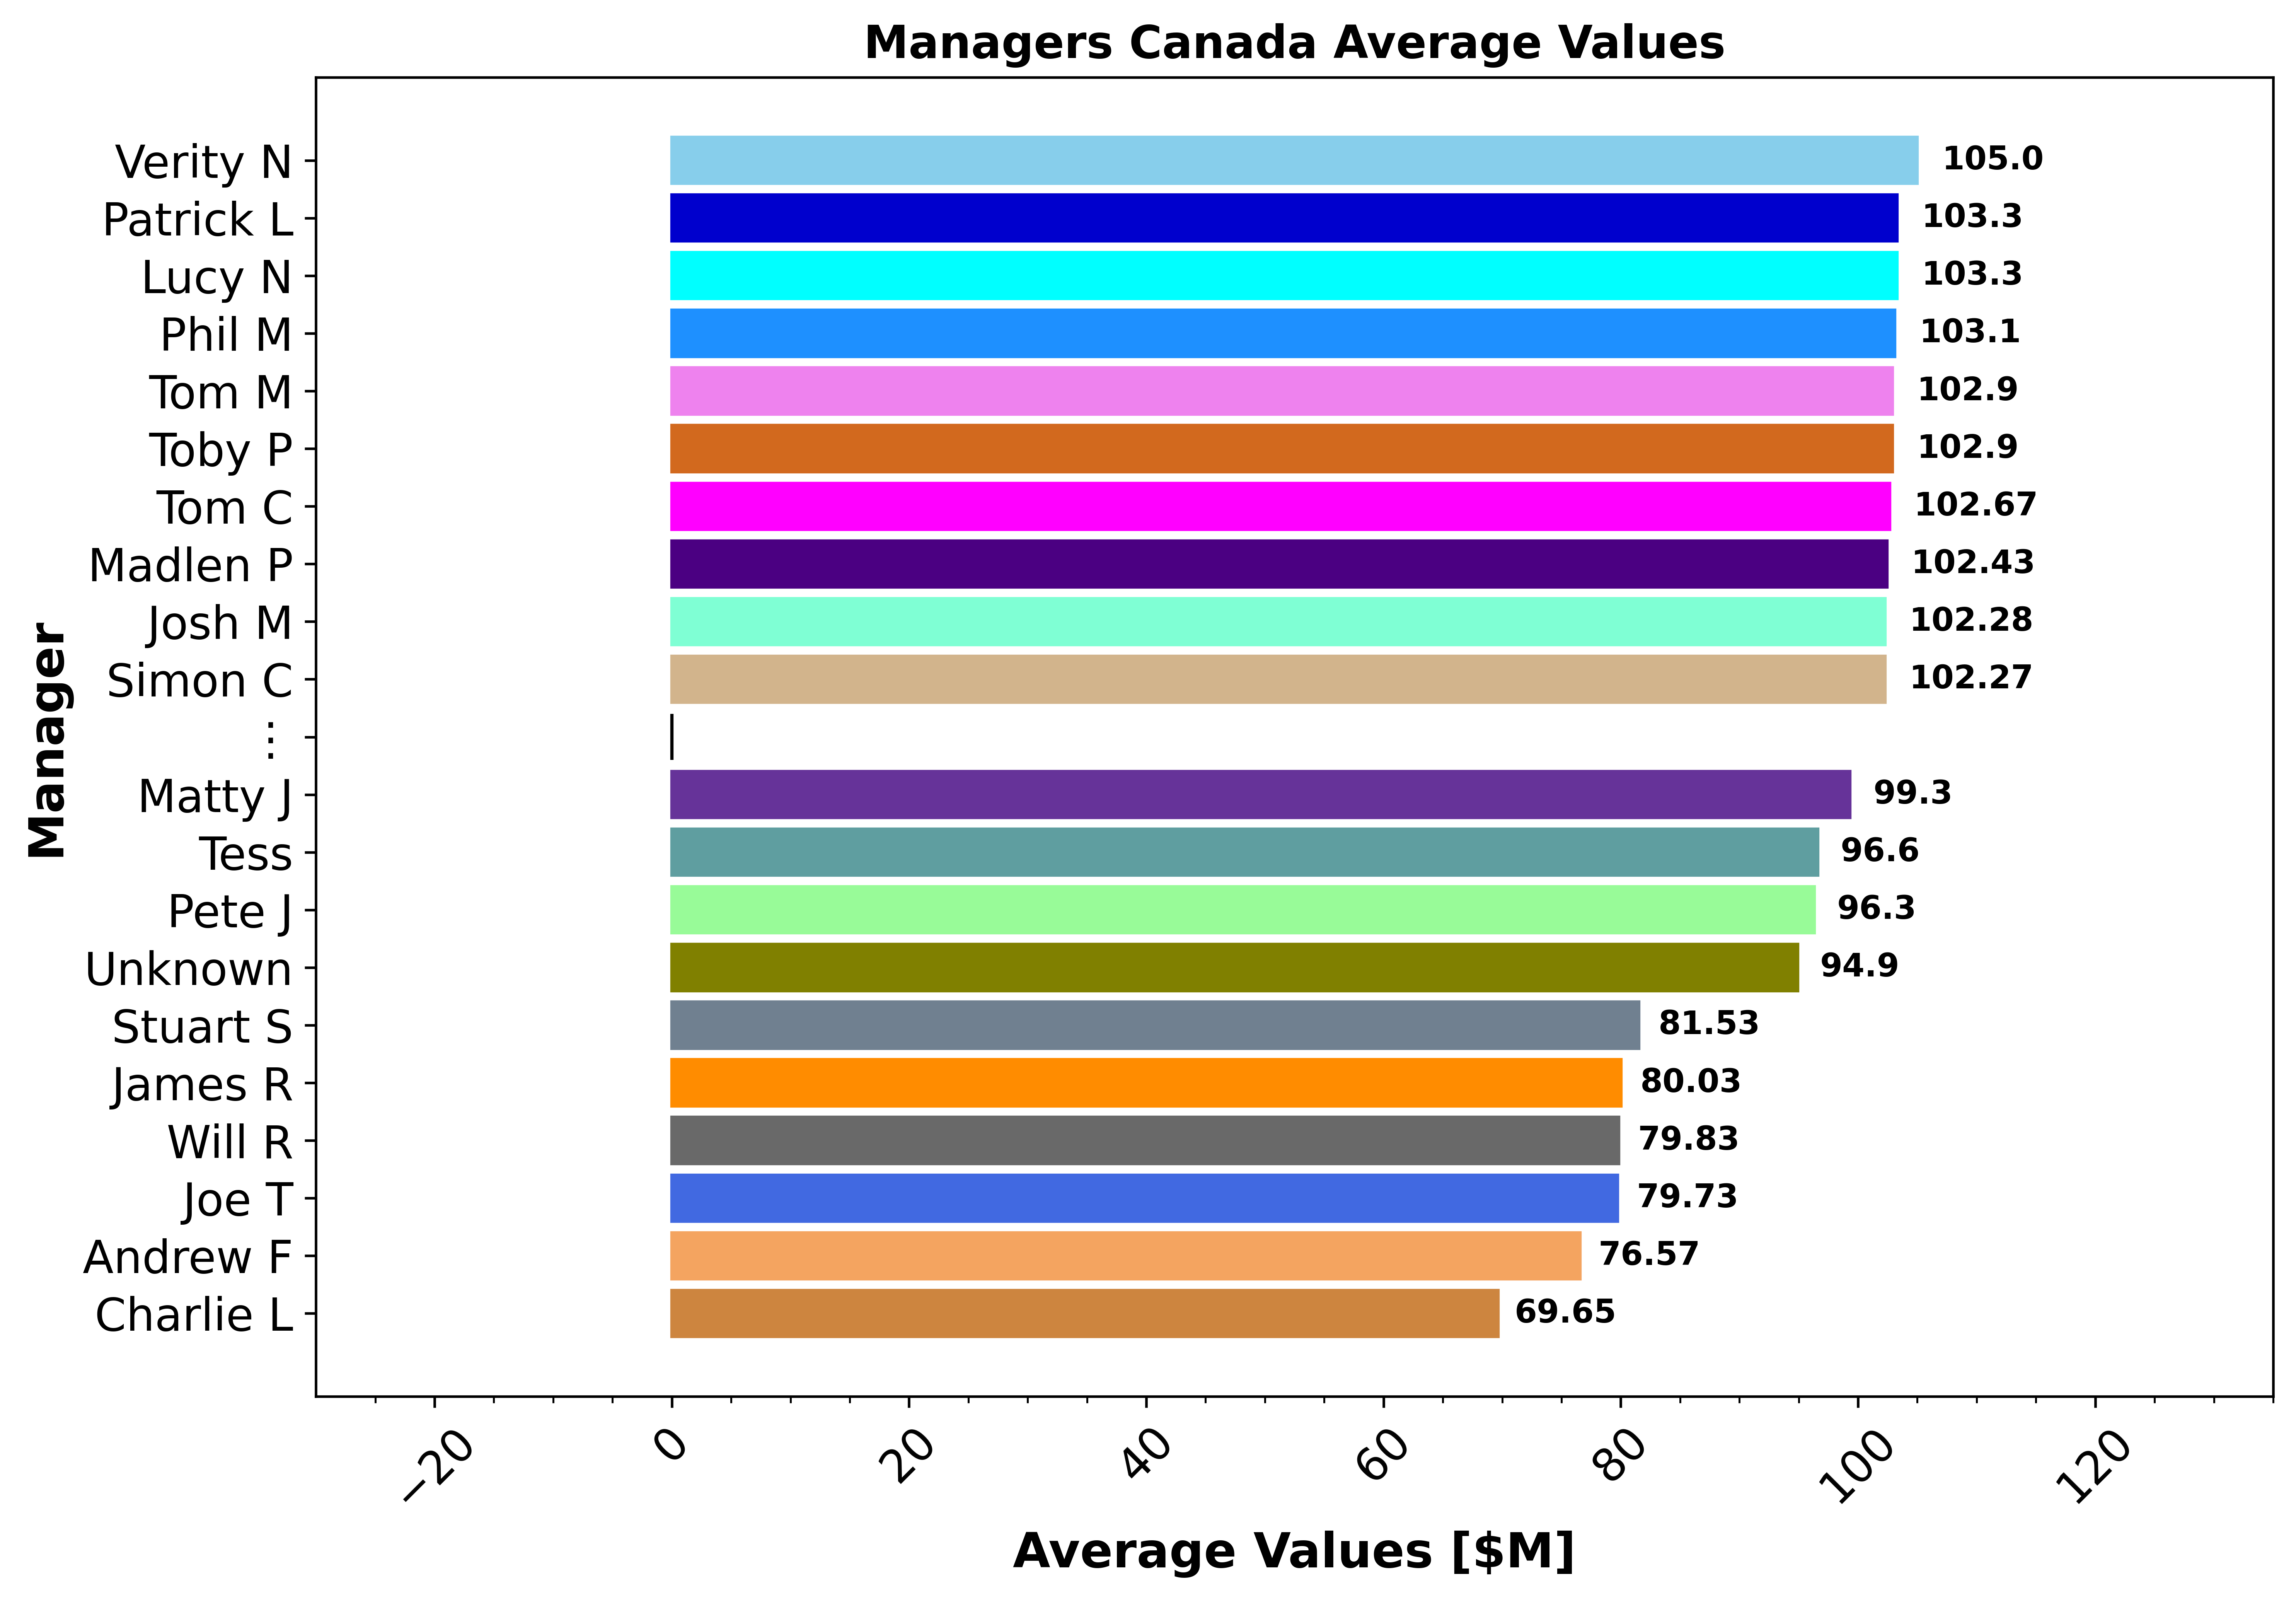 Managers Canada Average Values
Manager
Verity N 105.0
Patrick L 103.3
Lucy N 103.3
Phil M 103.1
Tom M 102.9
Toby P 102.9
Tom C 102.67
Madlen P 102.43
Josh M 102.28
Simon C 102.27
⋮
Matty J 99.3
Tess 96.6
Pete J 96.3
Unknown 94.9
Stuart S 81.53
James R 80.03
Will R 79.83
Joe T 79.73
Andrew F 76.57
Charlie L 69.65
−20 0 20 40 60 80 100 120
Average Values [$M]